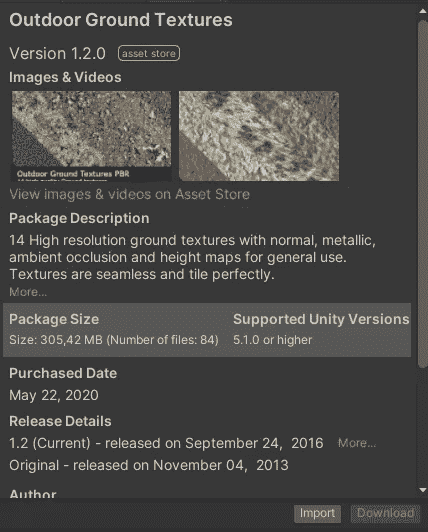 Outdoor Ground Textures
Version 1.2.0 asset store
Images & Videos
Outdoor Ground Textures PBR
View images & videos on Asset Store
Package Description
14 High resolution ground textures with normal, metallic,
ambient occlusion and height maps for general use.
Textures are seamless and tile perfectly.
More...
Package Size Supported Unity Versions
Size: 305,42 MB (Number of files: 84) 5.1.0 or higher
Purchased Date
May 22, 2020
Release Details
1.2 (Current) - released on September 24, 2016 More...
Original - released on November 04, 2013
Author
Import Download